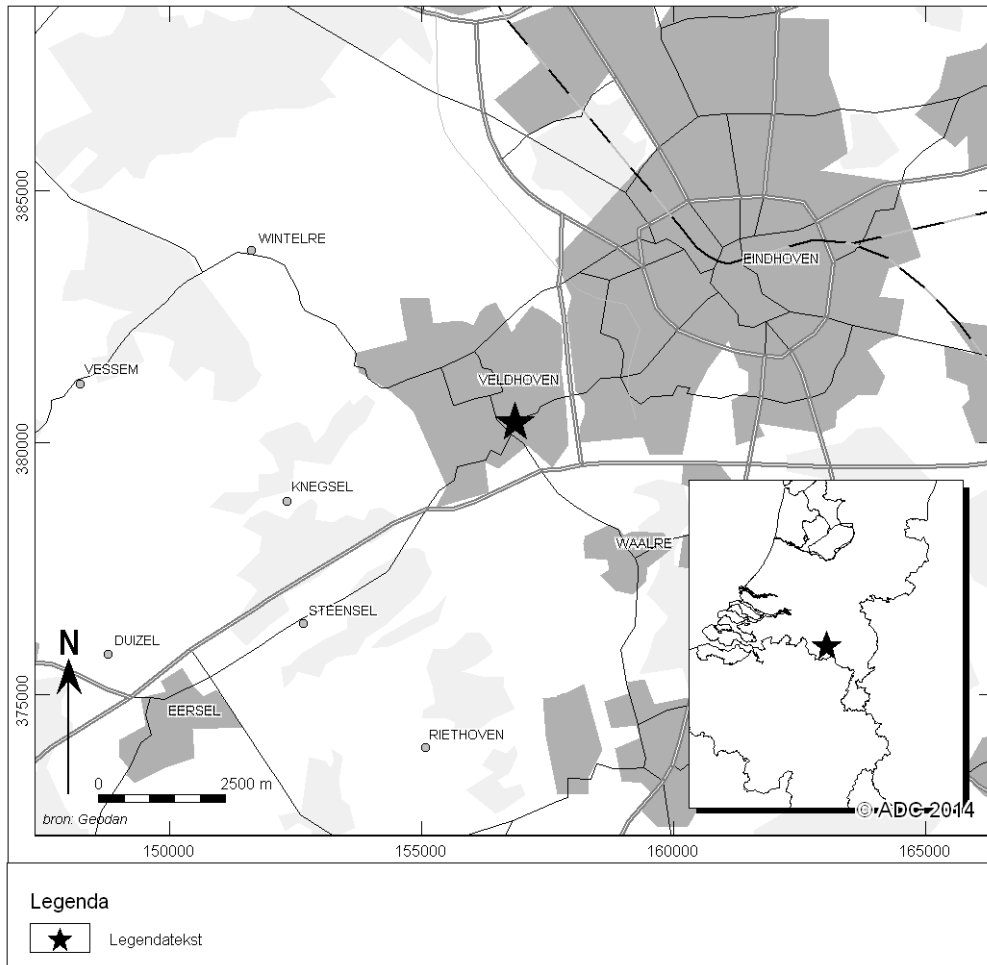 385000
380000
375000
WINTELRE
EINDHOVEN
VESSEM
VELDHOVEN
KNEGSEL
WAALRE
STEENSEL
N
DUIZEL
EERSEL
RIETHOVEN
0 2500 m
bron: Geodan
© ADC 2014
150000 155000 160000 165000
Legenda
Legendatekst